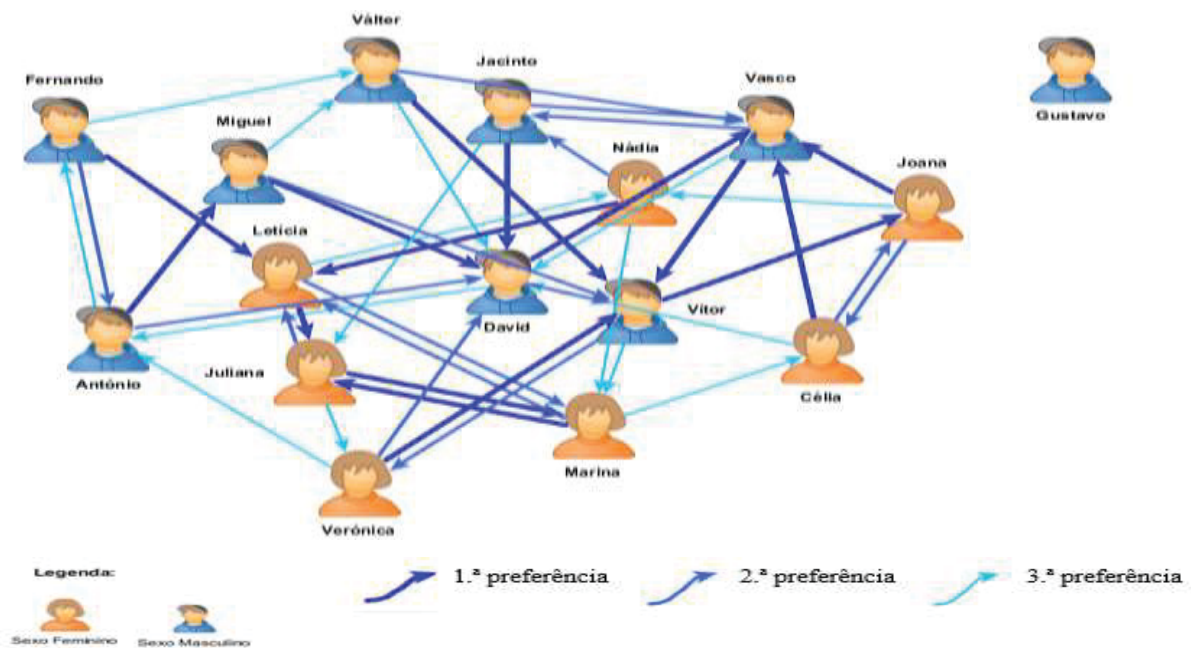 Válter
Jacinto
Fernando
Vasco
Gustavo
Miguel
Nádia
Joana
Letícia
David
Vitor
António
Juliana
Célia
Marina
Verónica
Legenda:
1.ª preferência
2.ª preferência
3.ª preferência
Sexo Feminino
Sexo Masculino